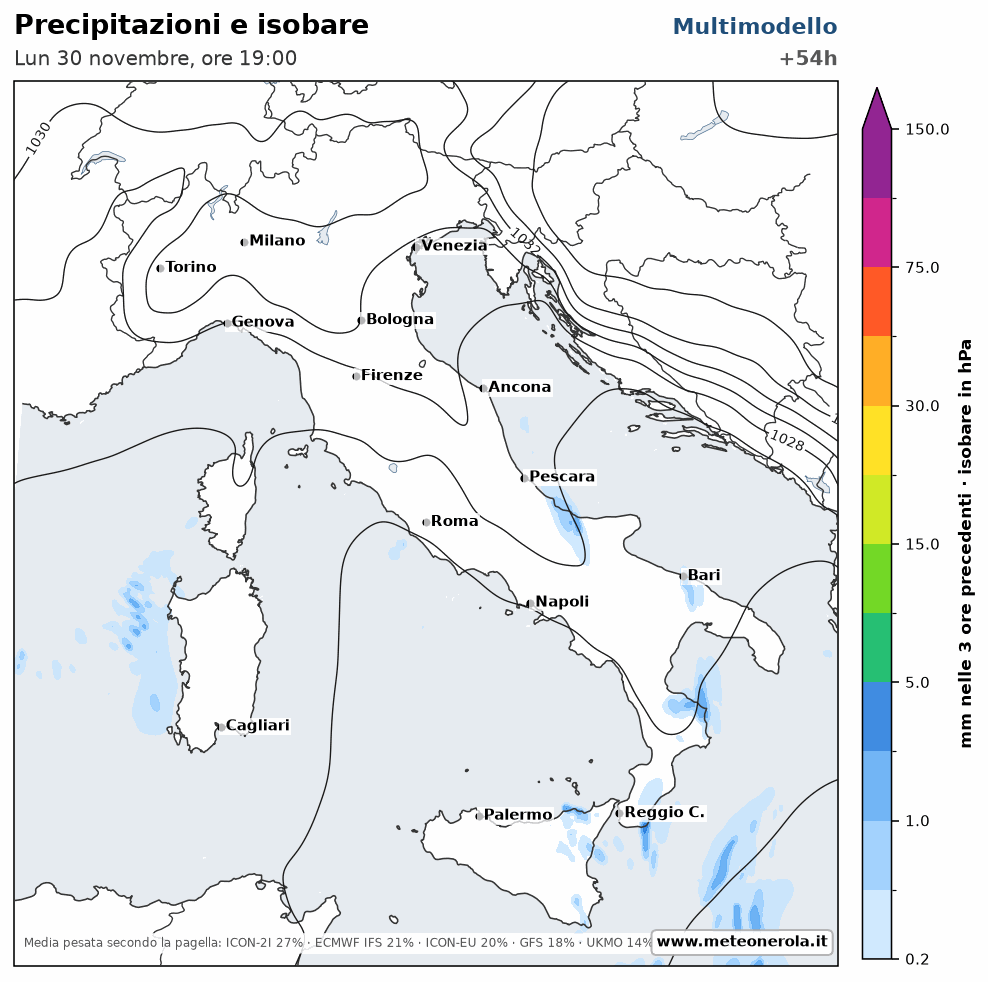 Precipitazioni e isobare
Multimodello
Lun 30 novembre, ore 19:00
+54h
1030
Milano
Venezia
Torino
Genova
Bologna
Firenze
Ancona
1028
Pescara
Roma
Bari
Napoli
Cagliari
Palermo
Reggio C.
150.0
75.0
30.0
15.0
5.0
1.0
0.2
mm nelle 3 ore precedenti · isobare in hPa
Media pesata secondo la pagella: ICON-2I 27% · ECMWF IFS 21% · ICON-EU 20% · GFS 18% · UKMO 14%
www.meteonerola.it